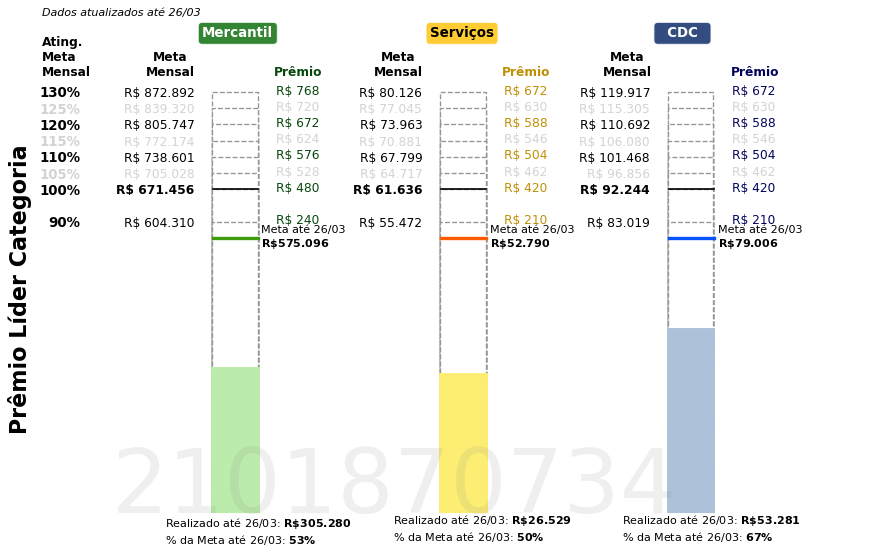 Dados atualizados até 26/03
Mercantil Serviços CDC
Ating. Meta Mensal
Meta Mensal Prêmio Meta Mensal Prêmio Meta Mensal Prêmio
130% R$ 872.892 R$ 768 R$ 80.126 R$ 672 R$ 119.917 R$ 672
125% R$ 839.320 R$ 720 R$ 77.045 R$ 630 R$ 115.305 R$ 630
120% R$ 805.747 R$ 672 R$ 73.963 R$ 588 R$ 110.692 R$ 588
115% R$ 772.174 R$ 624 R$ 70.881 R$ 546 R$ 106.080 R$ 546
110% R$ 738.601 R$ 576 R$ 67.799 R$ 504 R$ 101.468 R$ 504
105% R$ 705.028 R$ 528 R$ 64.717 R$ 462 R$ 96.856 R$ 462
100% R$ 671.456 R$ 480 R$ 61.636 R$ 420 R$ 92.244 R$ 420
90% R$ 604.310 R$ 240 R$ 55.472 R$ 210 R$ 83.019 R$ 210
Meta até 26/03 Meta até 26/03 Meta até 26/03
R$575.096 R$52.790 R$79.006
Prêmio Líder Categoria
2101870734
Realizado até 26/03: R$305.280 Realizado até 26/03: R$26.529 Realizado até 26/03: R$53.281
% da Meta até 26/03: 53% % da Meta até 26/03: 50% % da Meta até 26/03: 67%